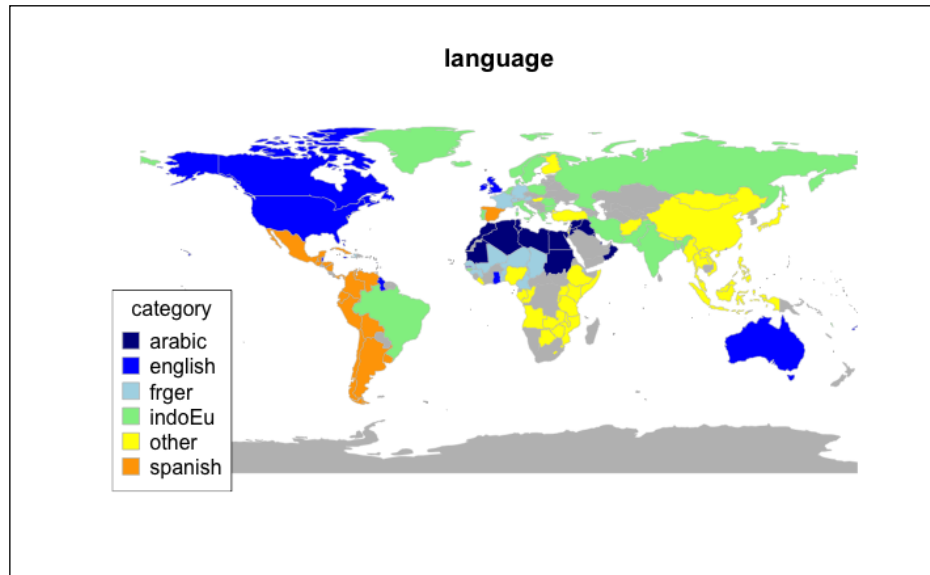 language
category
arabic
english
frger
indoEu
other
spanish